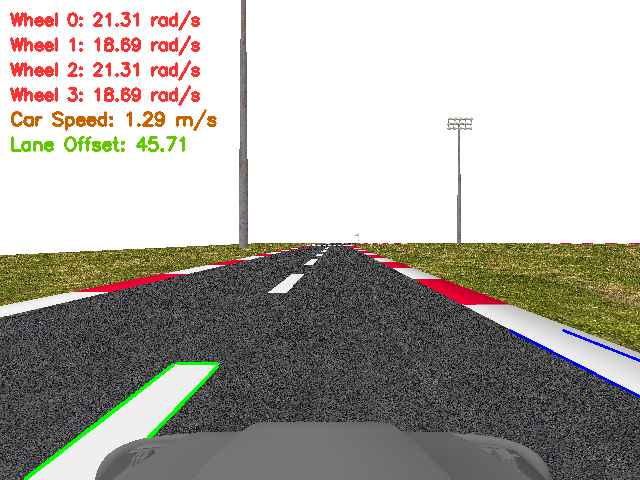 Wheel 0: 21.31 rad/s
Wheel 1: 18.69 rad/s
Wheel 2: 21.31 rad/s
Wheel 3: 18.69 rad/s
Car Speed: 1.29 m/s
Lane Offset: 45.71